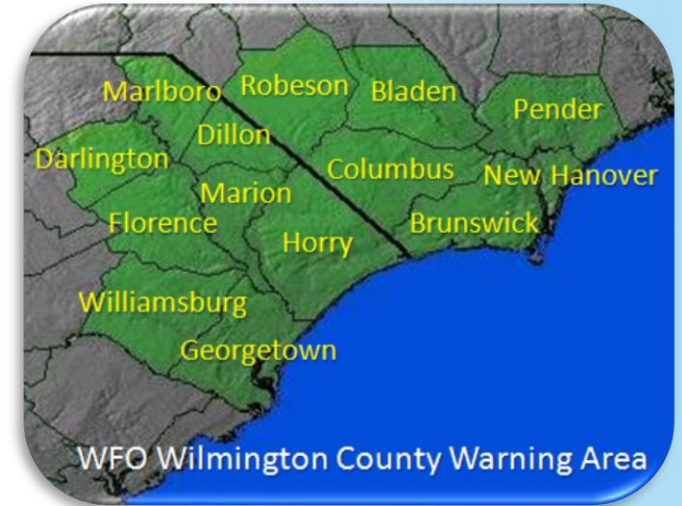 Marlboro
Robeson
Bladen
Pender
Darlington
Dillon
Columbus
New Hanover
Marion
Florence
Horry
Brunswick
Williamsburg
Georgetown
WFO Wilmington County Warning Area